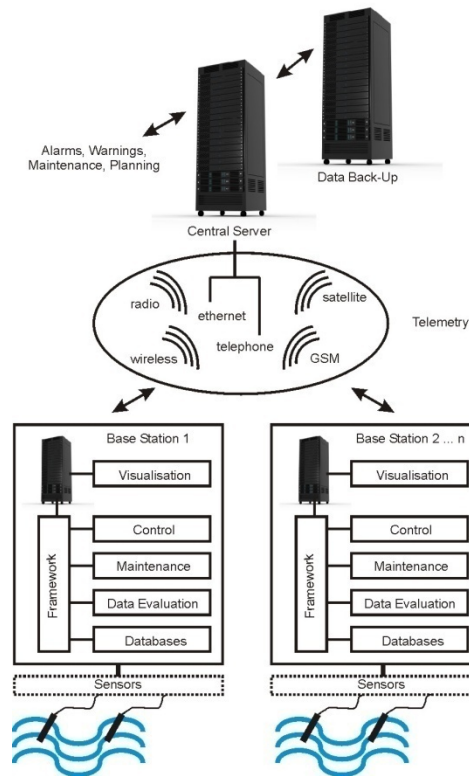 Alarms, Warnings,
Maintenance, Planning
Data Back-Up
Central Server
radio
satellite
ethernet
Telemetry
telephone
wireless
GSM
Base Station 1
Visualisation
Framework
Control
Maintenance
Data Evaluation
Databases
Sensors
Base Station 2 ... n
Visualisation
Framework
Control
Maintenance
Data Evaluation
Databases
Sensors